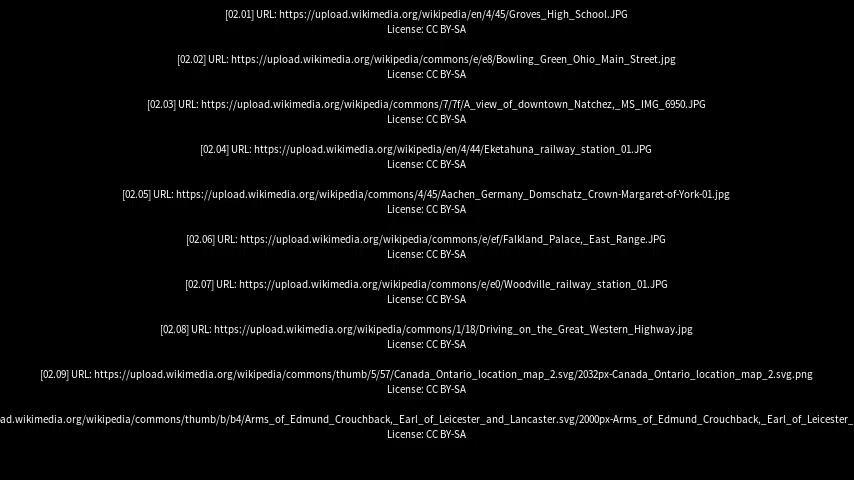 [02.01] URL: https://upload.wikimedia.org/wikipedia/en/4/45/Groves_High_School.JPG
License: CC BY-SA
[02.02] URL: https://upload.wikimedia.org/wikipedia/commons/e/e8/Bowling_Green_Ohio_Main_Street.jpg
License: CC BY-SA
[02.03] URL: https://upload.wikimedia.org/wikipedia/commons/7/7f/A_view_of_downtown_Natchez,_MS_IMG_6950.JPG
License: CC BY-SA
[02.04] URL: https://upload.wikimedia.org/wikipedia/en/4/44/Eketahuna_railway_station_01.JPG
License: CC BY-SA
[02.05] URL: https://upload.wikimedia.org/wikipedia/commons/4/45/Aachen_Germany_Domschatz_Crown-Margaret-of-York-01.jpg
License: CC BY-SA
[02.06] URL: https://upload.wikimedia.org/wikipedia/commons/e/ef/Falkland_Palace,_East_Range.JPG
License: CC BY-SA
[02.07] URL: https://upload.wikimedia.org/wikipedia/commons/e/e0/Woodville_railway_station_01.JPG
License: CC BY-SA
[02.08] URL: https://upload.wikimedia.org/wikipedia/commons/1/18/Driving_on_the_Great_Western_Highway.jpg
License: CC BY-SA
[02.09] URL: https://upload.wikimedia.org/wikipedia/commons/thumb/5/57/Canada_Ontario_location_map_2.svg/2032px-Canada_Ontario_location_map_2.svg.png
License: CC BY-SA
ad.wikimedia.org/wikipedia/commons/thumb/b/b4/Arms_of_Edmund_Crouchback,_Earl_of_Leicester_and_Lancaster.svg/2000px-Arms_of_Edmund_Crouchback,_Earl_of_Leicester_
License: CC BY-SA